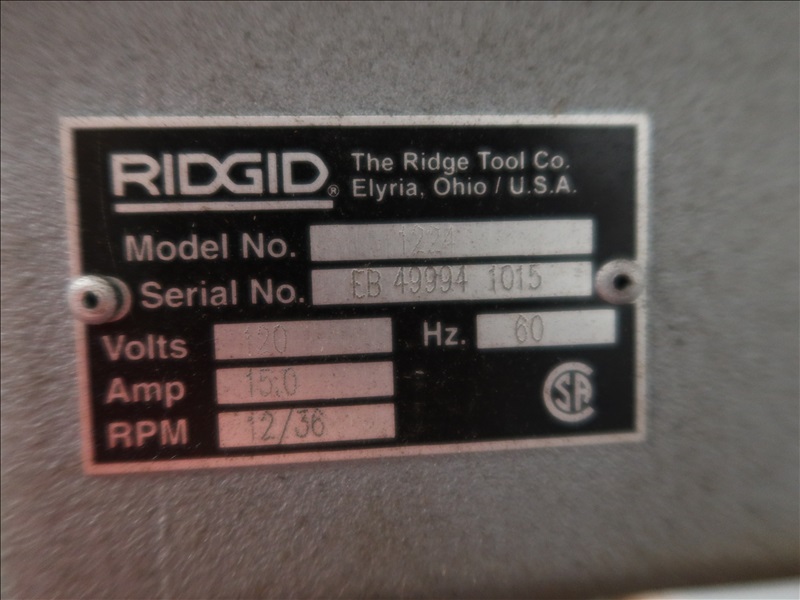 RIDGID® The Ridge Tool Co.
Elyria, Ohio / U.S.A.
Model No.
Serial No. EB 49994 1015
Volts 120 Hz. 60
Amp 15.0
RPM 12/36
CSA